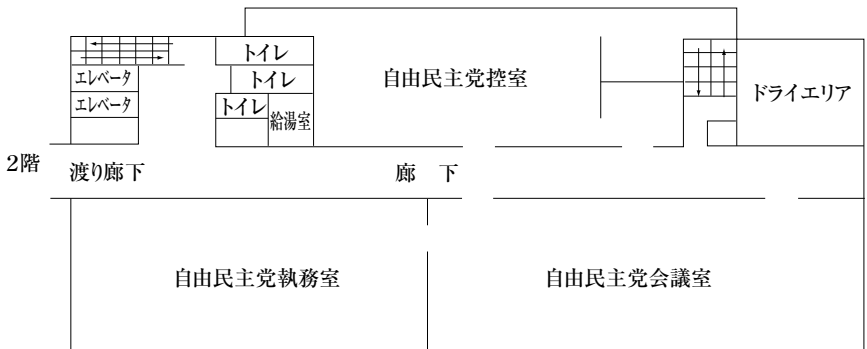 トイレ
エレベータ
トイレ
自由民主党控室
ドライエリア
エレベータ
トイレ
給湯室
2階
渡り廊下
廊 下
自由民主党執務室
自由民主党会議室